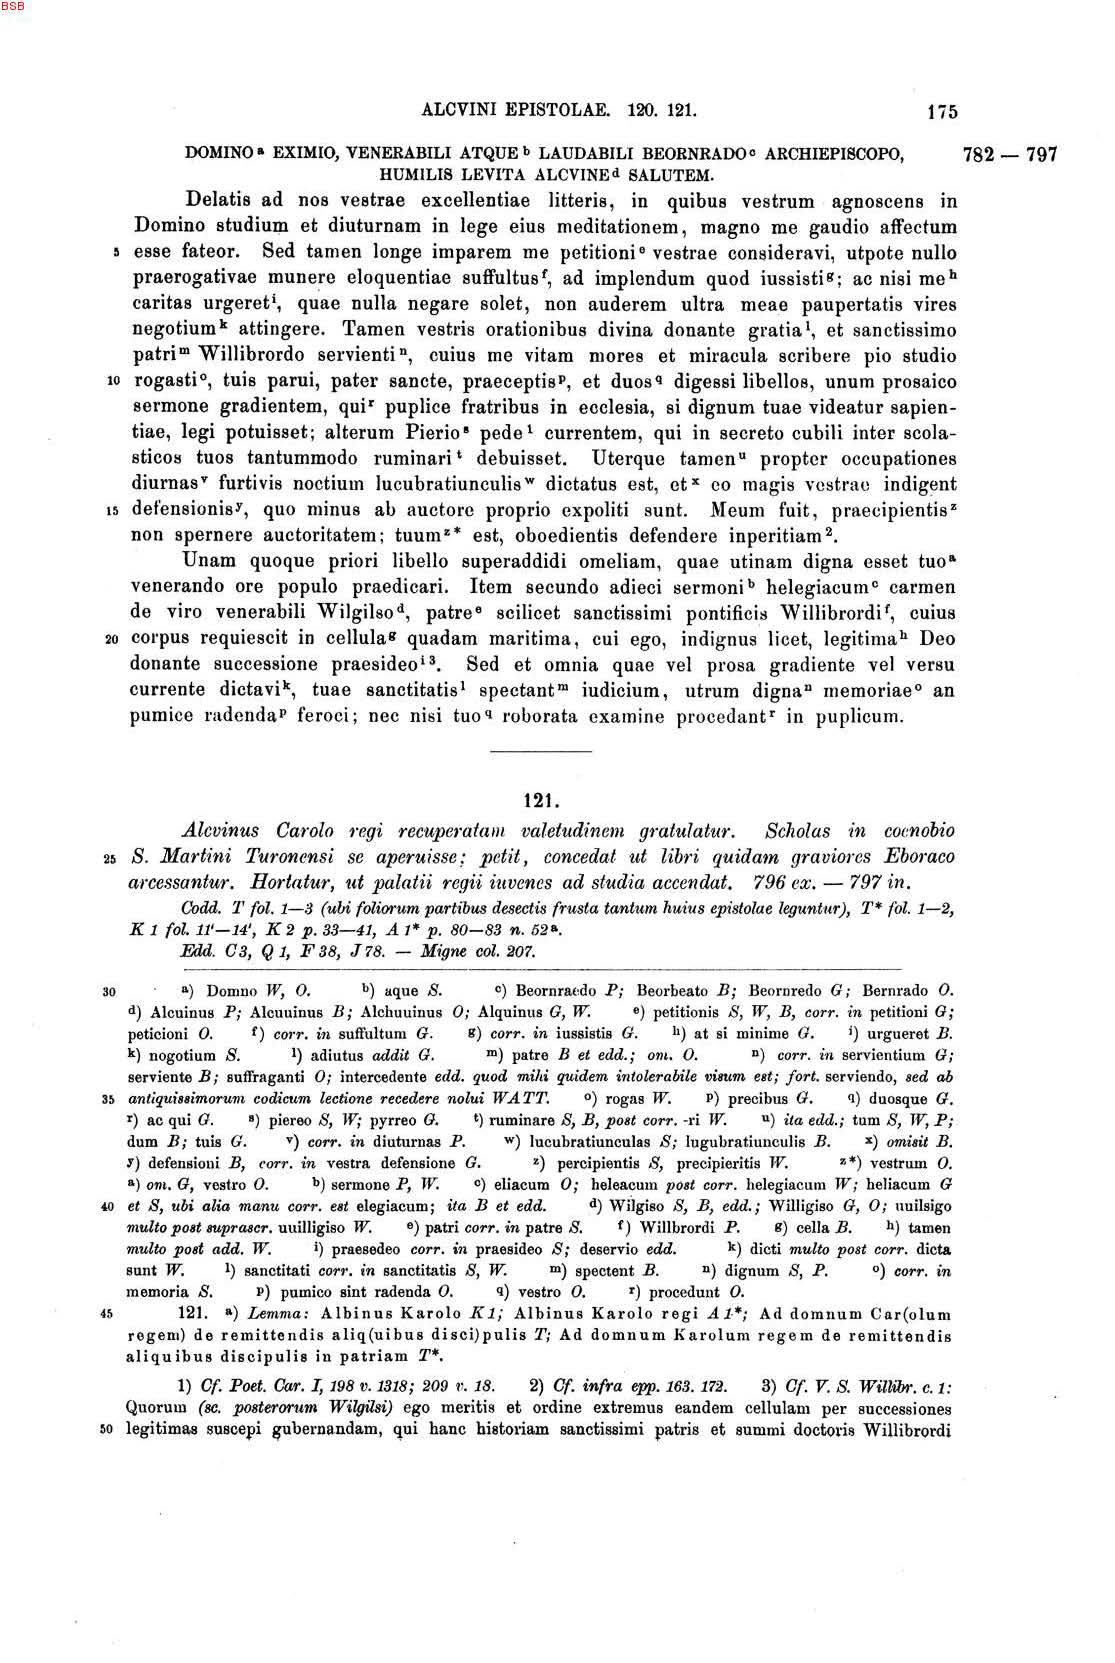 BSB
ALCVINI EPISTOLAE. 120. 121. 175
DOMINO a EXIMIO, VENERABILI ATQUE b LAUDABILI BEORNRADO c ARCHIEPISCOPO, 782 — 797
HUMILIS LEVITA ALCVINE d SALUTEM.
Delatis ad nos vestrae excellentiae litteris, in quibus vestrum agnoscens in
Domino studium et diuturnam in lege eius meditationem, magno me gaudio affectum
5 esse fateor. Sed tamen longe imparem me petitioni e vestrae consideravi, utpote nullo
praerogativae munere eloquentiae suffultus f, ad implendum quod iussisti g; ac nisi me h
caritas urgeret i, quae nulla negare solet, non auderem ultra meae paupertatis vires
negotium k attingere. Tamen vestris orationibus divina donante gratia l, et sanctissimo
patri m Willibrordo servienti n, cuius me vitam mores et miracula scribere pio studio
10 rogasti o, tuis parui, pater sancte, praeceptis p, et duos q digessi libellos, unum prosaico
sermone gradientem, qui r puplice fratribus in ecclesia, si dignum tuae videatur sapien-
tiae, legi potuisset; alterum Pierio s pede 1 currentem, qui in secreto cubili inter scola-
sticos tuos tantummodo ruminari t debuisset. Uterque tamen u propter occupationes
diurnas v furtivis noctium lucubratiunculis w dictatus est, et x eo magis vestrae indigent
15 defensionis y, quo minus ab auctore proprio expoliti sunt. Meum fuit, praecipientis z
non spernere auctoritatem; tuum z* est, oboedientis defendere inperitiam 2.
Unam quoque priori libello superaddidi omeliam, quae utinam digna esset tuo a
venerando ore populo praedicari. Item secundo adieci sermoni b helegiacum c carmen
de viro venerabili Wilgilso d, patre e scilicet sanctissimi pontificis Willibrordi f, cuius
20 corpus requiescit in cellula g quadam maritima, cui ego, indignus licet, legitima h Deo
donante successione praesideo i 3. Sed et omnia quae vel prosa gradiente vel versu
currente dictavi k, tuae sanctitatis l spectant m iudicium, utrum digna n memoriae o an
pumice radenda p feroci; nec nisi tuo q roborata examine procedant r in puplicum.
121.
Alcvinus Carolo regi recuperatam valetudinem gratulatur. Scholas in coenobio
25 S. Martini Turonensi se aperuisse; petit, concedat ut libri quidam graviores Eboraco
arcessantur. Hortatur, ut palatii regii iuvenes ad studia accendat. 796 ex. — 797 in.
Codd. T fol. 1—3 (ubi foliorum partibus desectis frusta tantum huius epistolae leguntur), T* fol. 1—2,
K 1 fol. 11'—14', K 2 p. 33—41, A 1* p. 80—83 n. 52a.
Edd. C 3, Q 1, F 38, J 78. — Migne col. 207.
30 a) Domno W, O. b) aque S. c) Beornraedo P; Beorbeato B; Beornredo G; Bernrado O.
d) Alcuinus P; Alcuuinus B; Alchuuinus O; Alquinus G, W. e) petitionis S, W, B, corr. in petitioni G;
peticioni O. f) corr. in suffultum G. g) corr. in iussistis G. h) at si minime G. i) urgueret B.
k) nogotium S. l) adiutus addit G. m) patre B et edd.; om. O. n) corr. in servientium G;
serviente B; suffraganti O; intercedente edd. quod mihi quidem intolerabile visum est; fort. serviendo, sed ab
35 antiquissimorum codicum lectione recedere nolui WATT. o) rogas W. p) precibus G. q) duosque G.
r) ac qui G. s) piereo S, W; pyrreo G. t) ruminare S, B, post corr. -ri W. u) ita edd.; tum S, W, P;
dum B; tuis G. v) corr. in diuturnas P. w) lucubratiunculas S; lugubratiunculis B. x) omisit B.
y) defensioni B, corr. in vestra defensione G. z) percipientis S, precipieritis W. z*) vestrum O.
a) om. G, vestro O. b) sermone P, W. c) eliacum O; heleacum post corr. helegiacum W; heliacum G
40 et S, ubi alia manu corr. est elegiacum; ita B et edd. d) Wilgiso S, B, edd.; Willigiso G, O; uuilsigo
multo post suprascr. uuilligiso W. e) patri corr. in patre S. f) Willbrordi P. g) cella B. h) tamen
multo post add. W. i) praesedeo corr. in praesideo S; deservio edd. k) dicti multo post corr. dicta
sunt W. l) sanctitati corr. in sanctitatis S, W. m) spectent B. n) dignum S, P. o) corr. in
memoria S. p) pumico sint radenda O. q) vestro O. r) procedunt O.
45 121. a) Lemma: Albinus Karolo K1; Albinus Karolo regi A1*; Ad domnum Car(olum
regem) de remittendis aliq(uibus disci)pulis T; Ad domnum Karolum regem de remittendis
aliquibus discipulis in patriam T*.
1) Cf. Poet. Car. I, 198 v. 1318; 209 v. 18. 2) Cf. infra epp. 163. 172. 3) Cf. V. S. Willibr. c. 1:
Quorum (sc. posterorum Wilgilsi) ego meritis et ordine extremus eandem cellulam per successiones
50 legitimas suscepi gubernandam, qui hanc historiam sanctissimi patris et summi doctoris Willibrordi